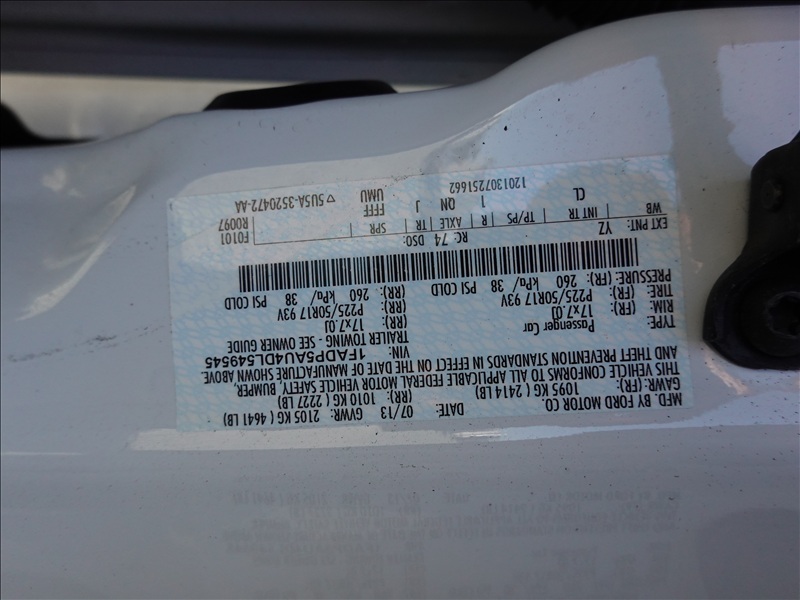 MFD. BY FORD MOTOR CO.
DATE: 07/13 GVWR: 2105 KG ( 4641 LB)
GAWR: (FR): 1095 KG ( 2414 LB) (RR): 1010 KG ( 2227 LB)
THIS VEHICLE CONFORMS TO ALL APPLICABLE FEDERAL MOTOR VEHICLE SAFETY, BUMPER,
AND THEFT PREVENTION STANDARDS IN EFFECT ON THE DATE OF MANUFACTURE SHOWN ABOVE
VIN: 1FADP5AU4DL549545
TYPE: Passenger Car TRAILER TOWING - SEE OWNER GUIDE
RIM: 17x7.0J (RR): 17x7.0J
TIRE: (FR): P225/50R17 93V (RR): P225/50R17 93V
PRESSURE: (FR): 260 kPa/ 38 PSI COLD (RR): 260 kPa/ 38 PSI COLD
EXT PNT: YZ RC: 74 DSO: F0101
WB INT TR TP/PS R AXLE TR SPR R0097
CL 1 QN J FFFF
UMU
1201307251662 5U5A-3520472-AA